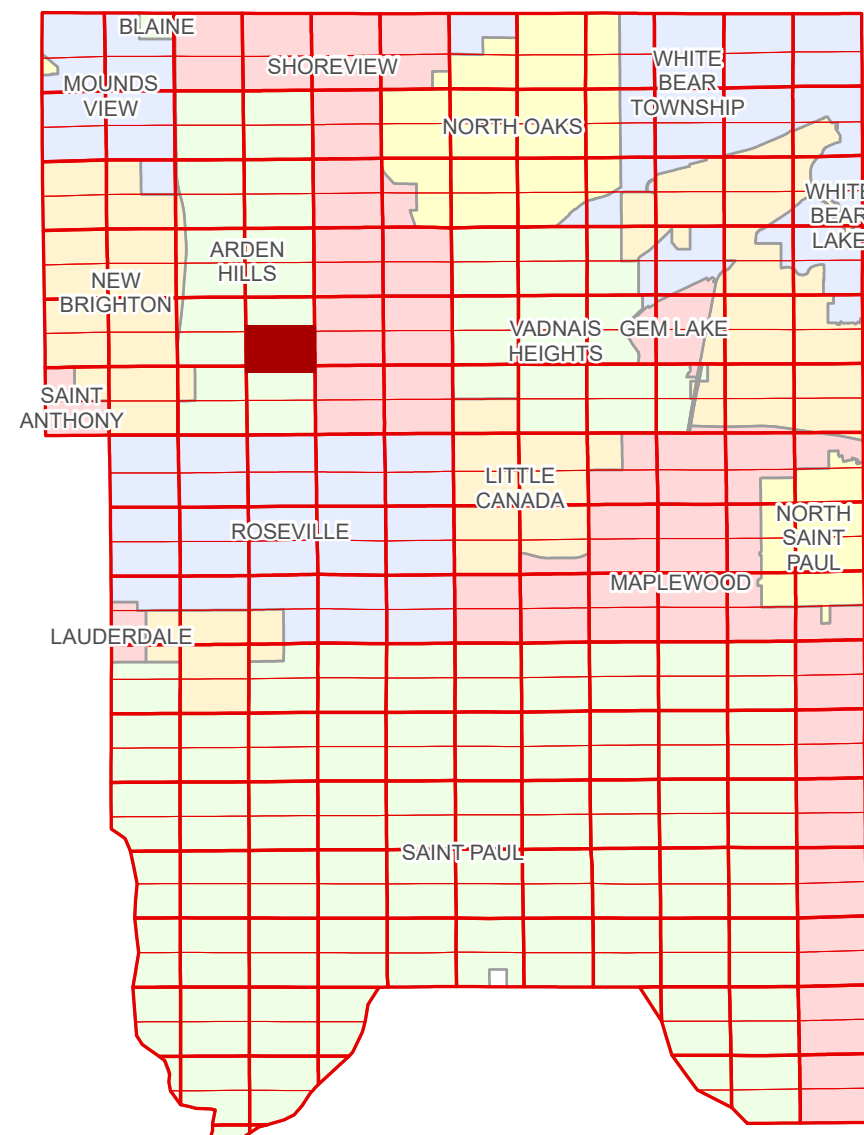 BLAINE
SHOREVIEW
WHITE
BEAR
TOWNSHIP
MOUNDS
VIEW
NORTH OAKS
WHITE
BEAR
LAKE
ARDEN
HILLS
NEW
BRIGHTON
VADNAIS
HEIGHTS
GEM LAKE
SAINT
ANTHONY
LITTLE
CANADA
NORTH
SAINT
PAUL
ROSEVILLE
MAPLEWOOD
LAUDERDALE
SAINT PAUL